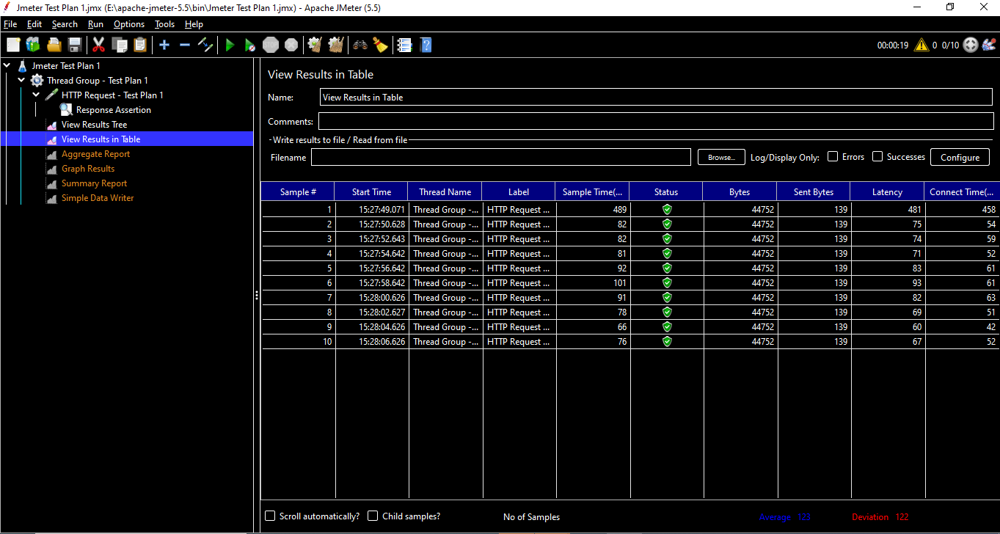 Jmeter Test Plan 1.jmx (E:\apache-jmeter-5.5\bin\Jmeter Test Plan 1.jmx) - Apache JMeter (5.5)
File Edit Search Run Options Tools Help
STOP 00:00:19 0 0/10
Jmeter Test Plan 1
Thread Group - Test Plan 1
HTTP Request - Test Plan 1
Response Assertion
View Results Tree
View Results in Table
Aggregate Report
Graph Results
Summary Report
Simple Data Writer
View Results in Table
Name: View Results in Table
Comments:
Write results to file / Read from file
Filename Browse... Log/Display Only: Errors Successes Configure
Sample # Start Time Thread Name Label Sample Time(... Status Bytes Sent Bytes Latency Connect Time(...
1 15:27:49.071 Thread Group -... HTTP Request ... 489 44752 139 481 458
2 15:27:50.628 Thread Group -... HTTP Request ... 82 44752 139 75 54
3 15:27:52.643 Thread Group -... HTTP Request ... 82 44752 139 74 59
4 15:27:54.642 Thread Group -... HTTP Request ... 81 44752 139 71 52
5 15:27:56.642 Thread Group -... HTTP Request ... 92 44752 139 83 61
6 15:27:58.642 Thread Group -... HTTP Request ... 101 44752 139 93 61
7 15:28:00.626 Thread Group -... HTTP Request ... 91 44752 139 82 63
8 15:28:02.627 Thread Group -... HTTP Request ... 78 44752 139 69 51
9 15:28:04.626 Thread Group -... HTTP Request ... 66 44752 139 60 42
10 15:28:06.626 Thread Group -... HTTP Request ... 76 44752 139 67 52
Scroll automatically? Child samples? No of Samples Average 123 Deviation 122